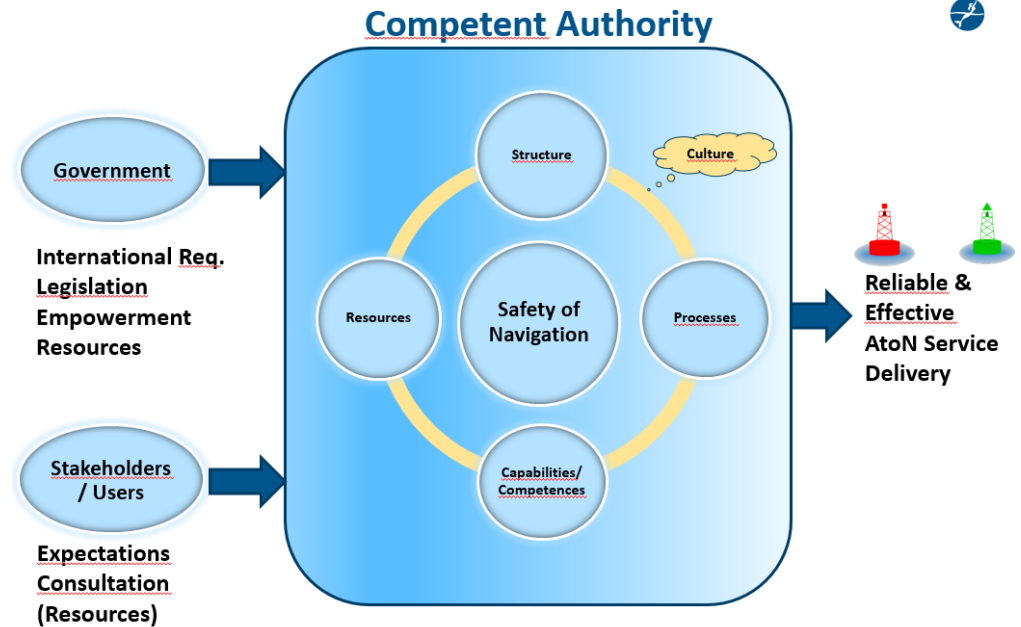 Competent Authority
Government
International Req.
Legislation
Empowerment
Resources
Stakeholders
/ Users
Expectations
Consultation
(Resources)
Structure
Culture
Resources
Safety of
Navigation
Processes
Capabilities/
Competences
Reliable &
Effective
AtoN Service
Delivery